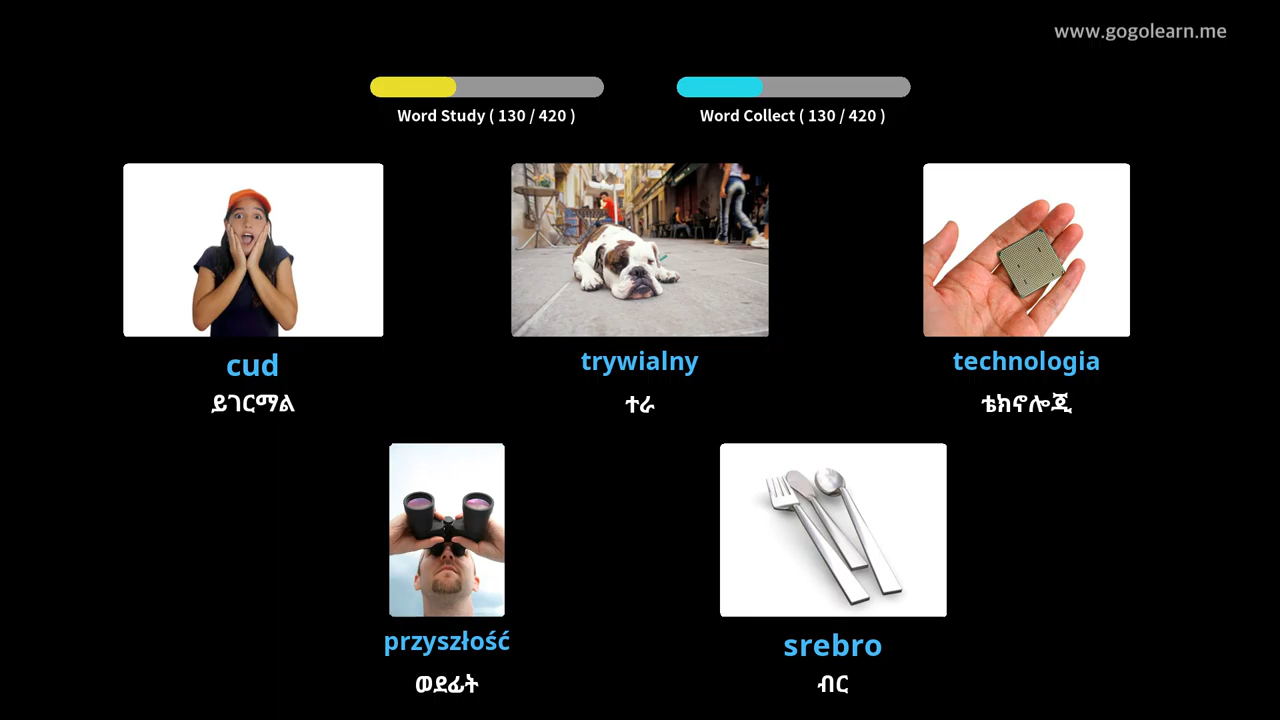 www.gogolearn.me
Word Study ( 130 / 420 )
Word Collect ( 130 / 420 )
cud
ይገርማል
trywialny
ተራ
technologia
ቴክኖሎጂ
przyszłość
ወደፊት
srebro
ብር